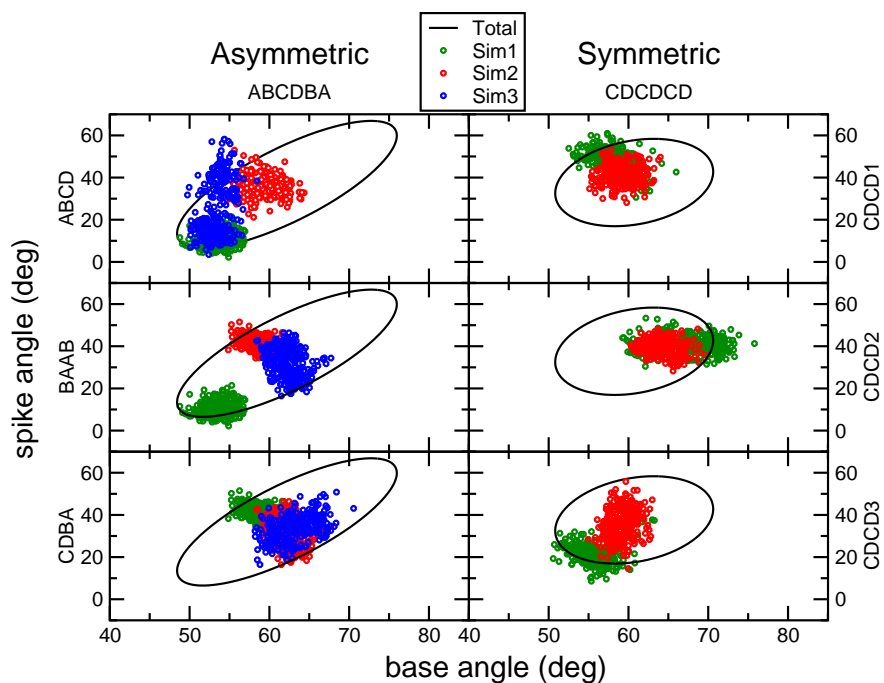 Total
Asymmetric Sim1 Symmetric
Sim2
ABCDBA Sim3 CDCDCD
60 60
40 40
20 20
0 0
ABCD CDCD1
60 60
40 40
20 20
0 0
BAAB CDCD2
60 60
40 40
20 20
0 0
CDBA CDCD3
spike angle (deg)
40 50 60 70 40 50 60 70 80
base angle (deg)